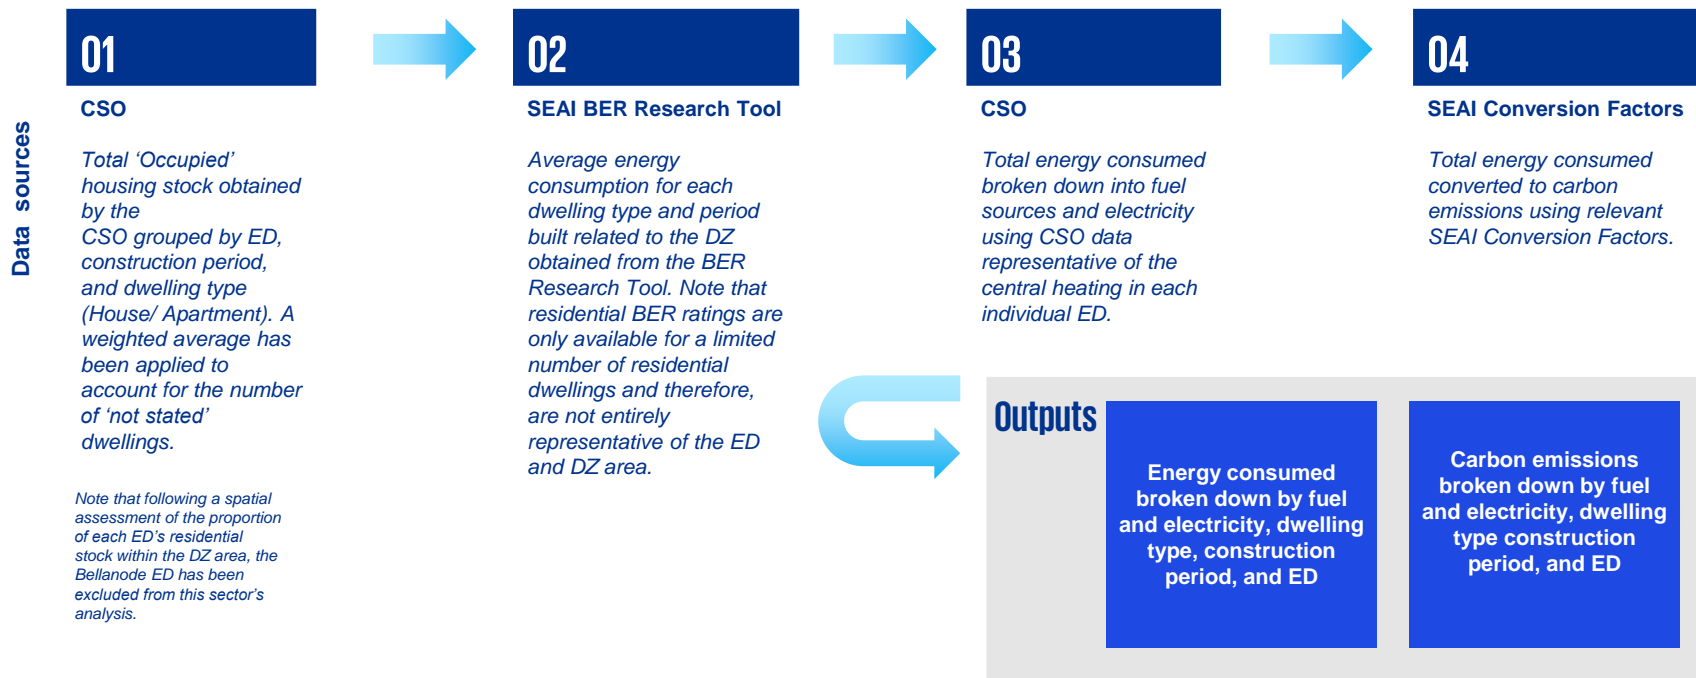 Data sources
01
CSO
Total ‘Occupied’
housing stock obtained
by the
CSO grouped by ED,
construction period,
and dwelling type
(House/ Apartment). A
weighted average has
been applied to
account for the number
of ‘not stated’
dwellings.
Note that following a spatial
assessment of the proportion
of each ED’s residential
stock within the DZ area, the
Bellanode ED has been
excluded from this sector’s
analysis.
02
SEAI BER Research Tool
Average energy
consumption for each
dwelling type and period
built related to the DZ
obtained from the BER
Research Tool. Note that
residential BER ratings are
only available for a limited
number of residential
dwellings and therefore,
are not entirely
representative of the ED
and DZ area.
03
CSO
Total energy consumed
broken down into fuel
sources and electricity
using CSO data
representative of the
central heating in each
individual ED.
04
SEAI Conversion Factors
Total energy consumed
converted to carbon
emissions using relevant
SEAI Conversion Factors.
Outputs
Energy consumed
broken down by fuel
and electricity, dwelling
type, construction
period, and ED
Carbon emissions
broken down by fuel
and electricity, dwelling
type construction
period, and ED